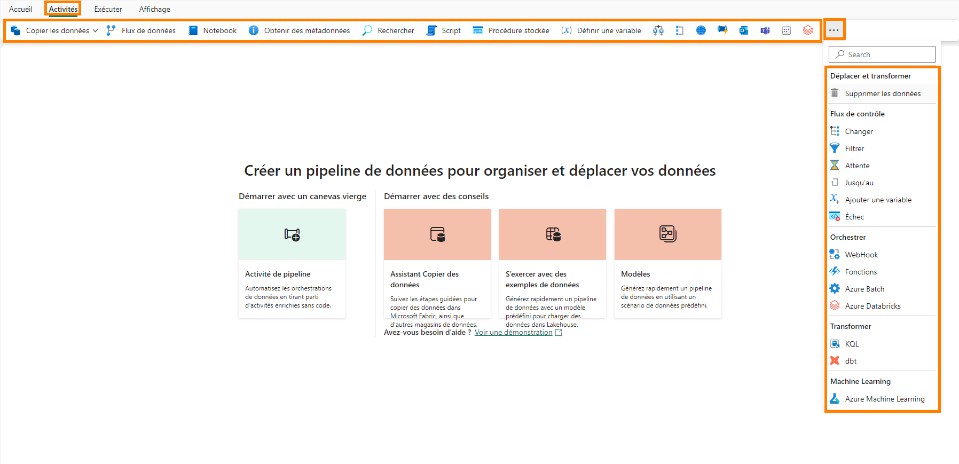 Accueil Activités Exécuter Affichage
Copier les données Flux de données Notebook Obtenir des métadonnées Rechercher Script Procédure stockée Définir une variable ...
Search
Déplacer et transformer
Supprimer les données
Flux de contrôle
Changer
Filtrer
Attente
Jusqu'au
Ajouter une variable
Échec
Orchestrer
WebHook
Fonctions
Azure Batch
Azure Databricks
Transformer
KQL
dbt
Machine Learning
Azure Machine Learning
Créer un pipeline de données pour organiser et déplacer vos données
Démarrer avec un canevas vierge
Activité de pipeline
Automatisez les orchestrations
de données en tirant parti
d'activités enrichies sans code.
Démarrer avec des conseils
Assistant Copier des
données
Suivez les étapes guidées pour
copier des données dans
Microsoft Fabric, ainsi que
d'autres magasins de données.
S'exercer avec des
exemples de données
Générez rapidement un pipeline
de données avec un modèle
prédéfini pour charger des
données dans Lakehouse.
Modèles
Générez rapidement un pipeline
de données en utilisant un
scénario de données prédéfini.
Avez-vous besoin d'aide ? Voir une démonstration